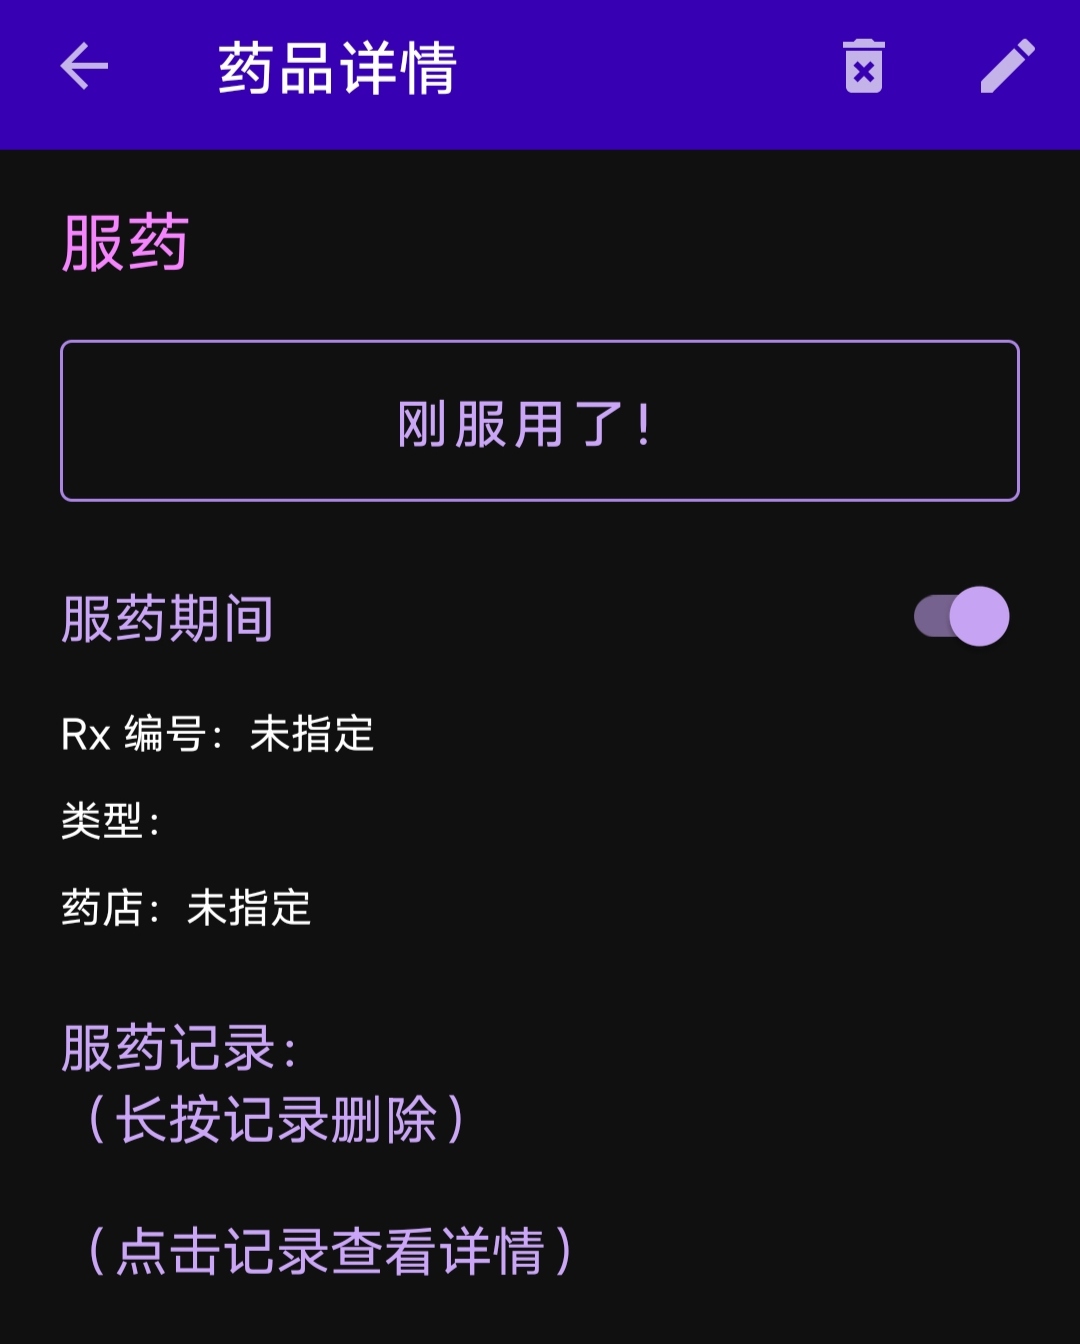 药品详情
服药
刚服用了!
服药期间
Rx 编号: 未指定
类型:
药店: 未指定
服药记录:
(长按记录删除)
(点击记录查看详情)